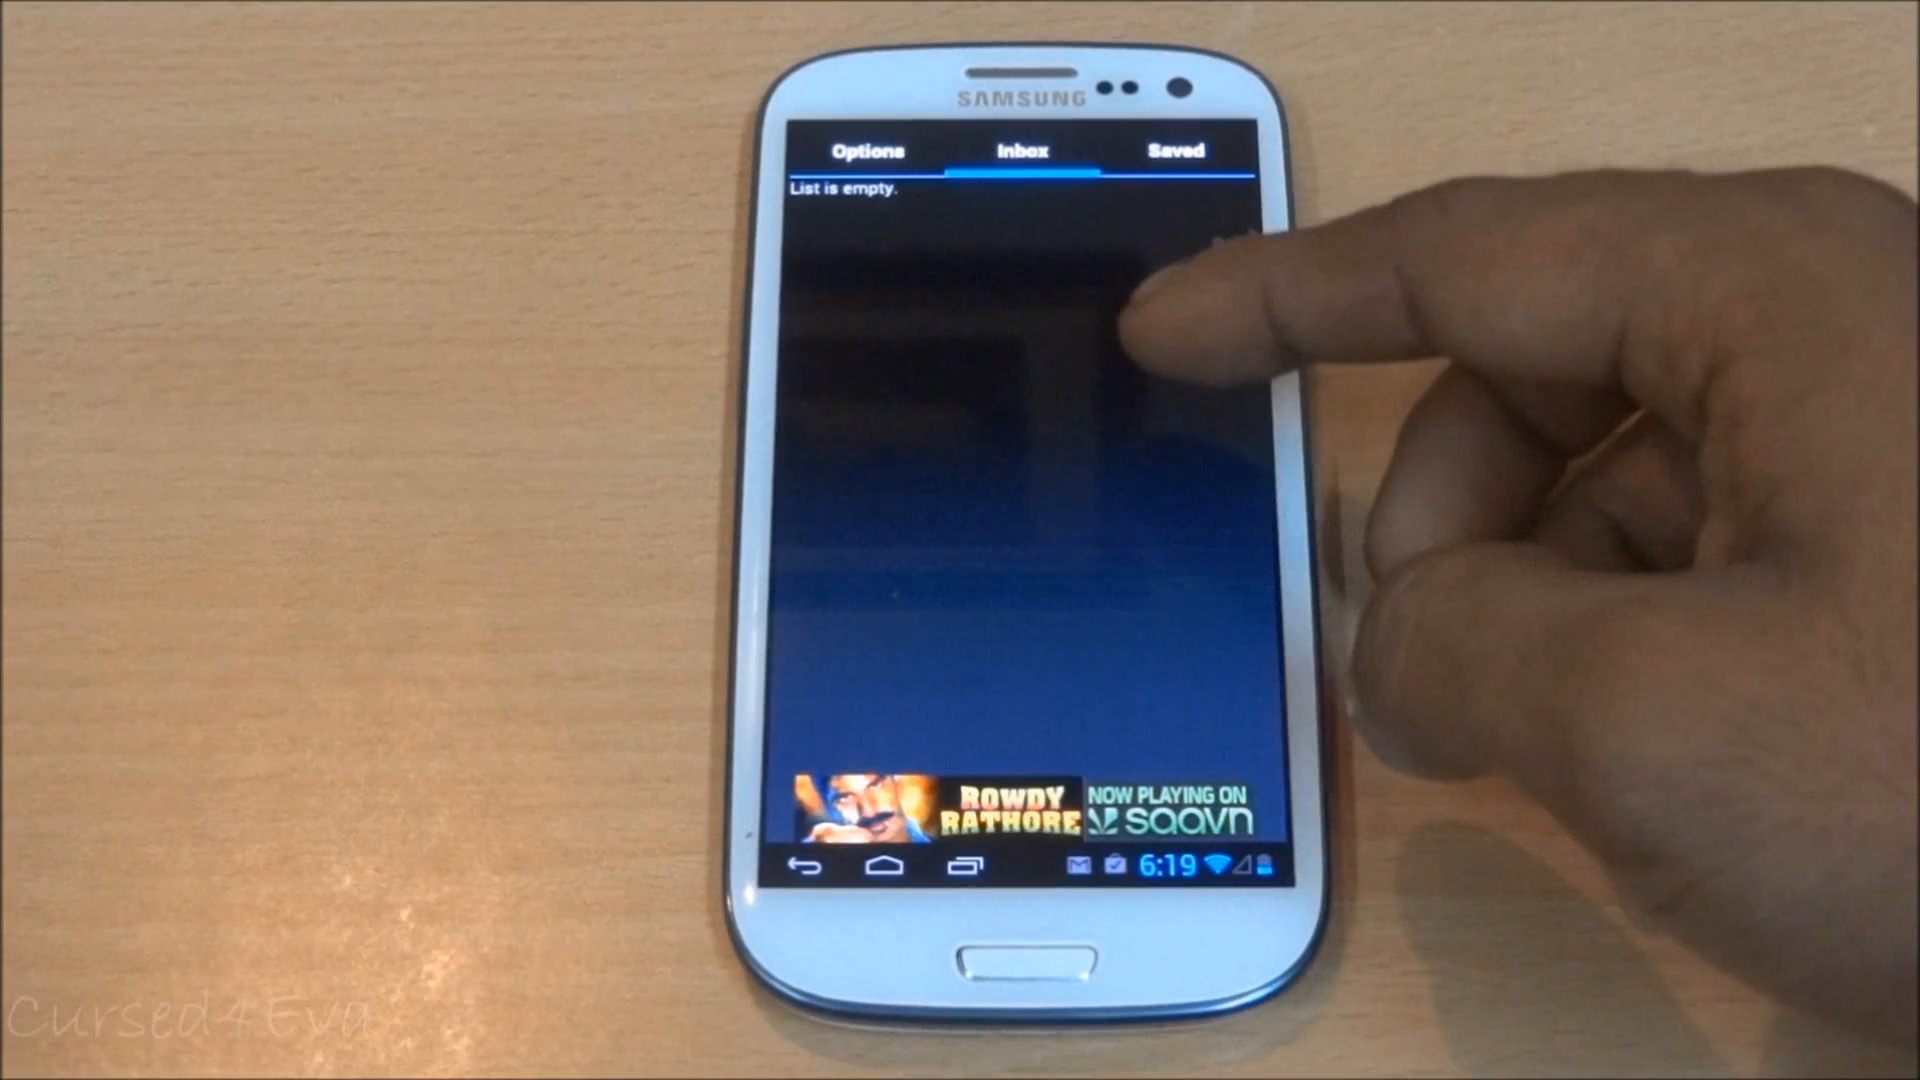 SAMSUNG
Options Inbox Saved
List is empty.
ROWDY RATHORE
NOW PLAYING ON
saavn
6:19
Cursed4Eva